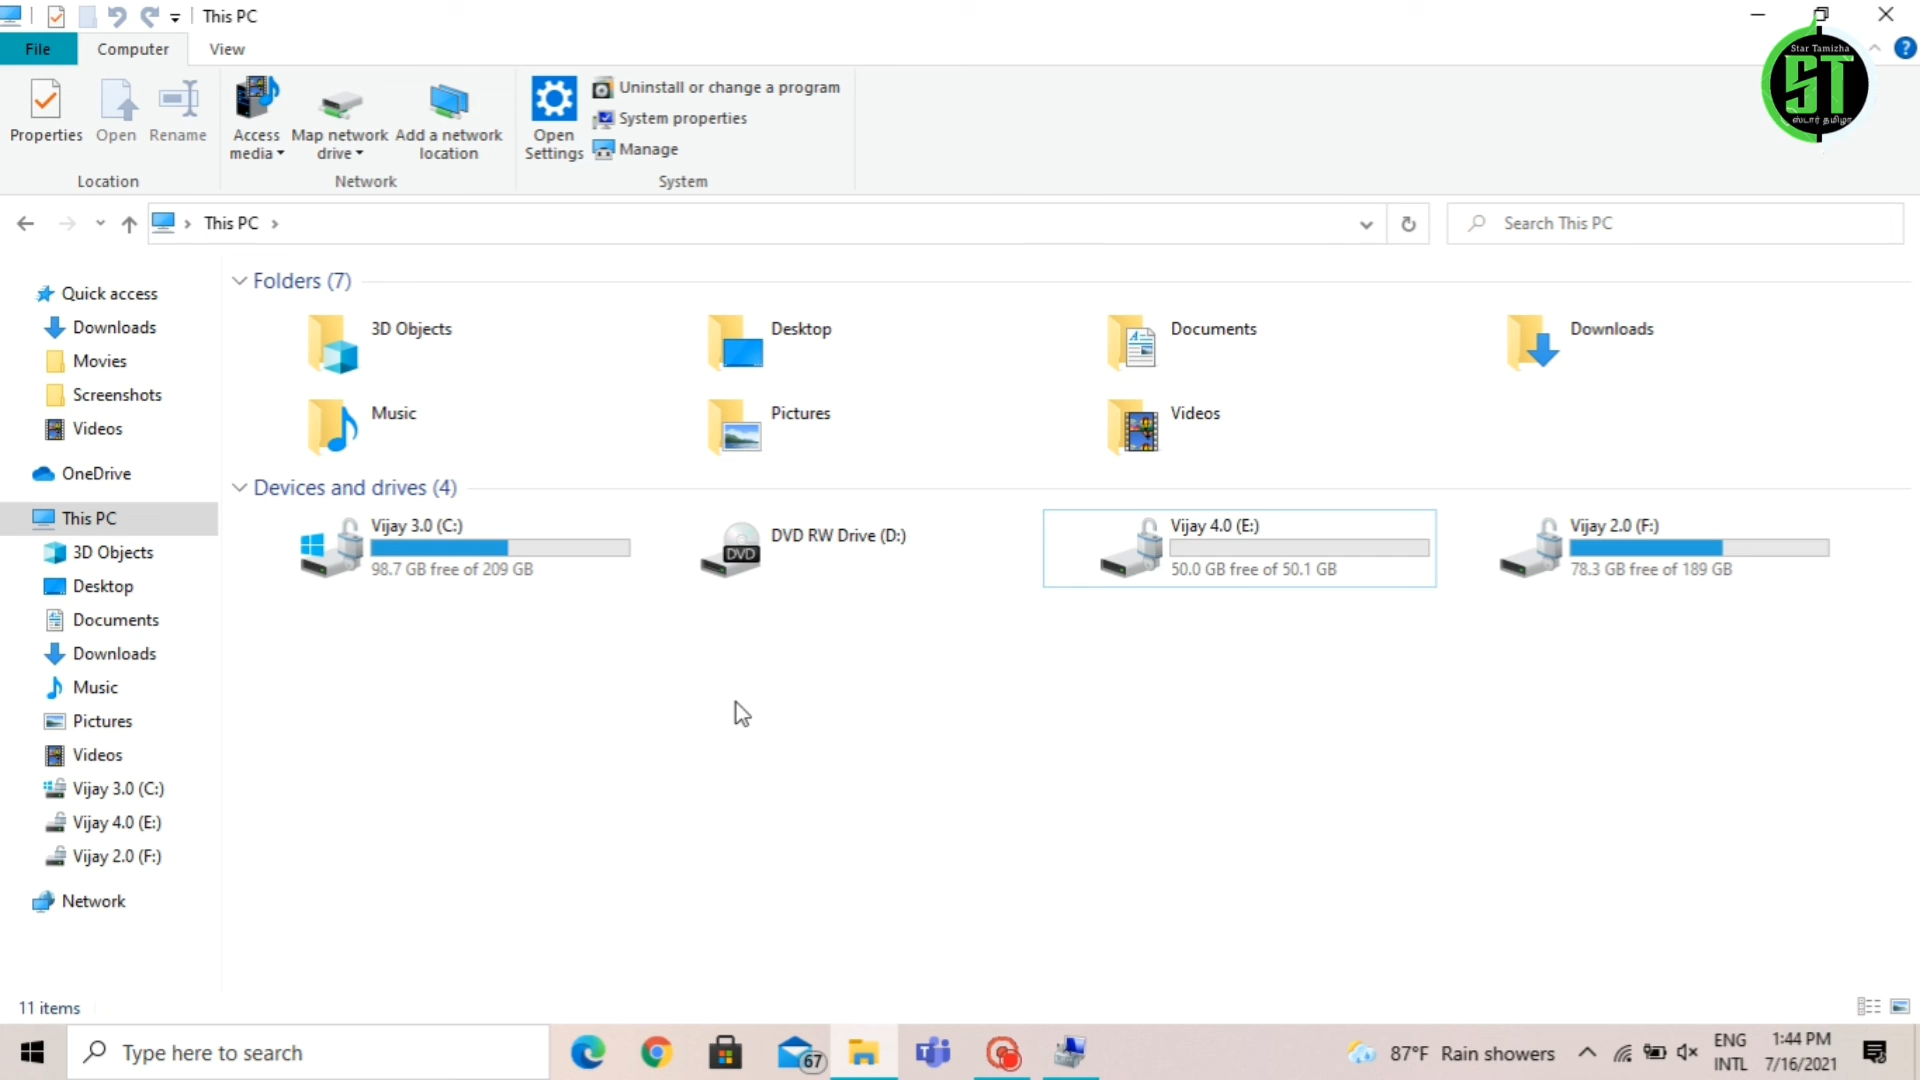 This PC
File
Computer
View
Star Tamizha
ST
ஸ்டார் தமிழா
Properties
Open
Rename
Access media
Map network drive
Add a network location
Open Settings
Uninstall or change a program
System properties
Manage
Location
Network
System
This PC
Search This PC
Quick access
Downloads
Movies
Screenshots
Videos
OneDrive
This PC
3D Objects
Desktop
Documents
Downloads
Music
Pictures
Videos
Vijay 3.0 (C:)
Vijay 4.0 (E:)
Vijay 2.0 (F:)
Network
Folders (7)
3D Objects
Desktop
Documents
Downloads
Music
Pictures
Videos
Devices and drives (4)
Vijay 3.0 (C:)
98.7 GB free of 209 GB
DVD RW Drive (D:)
DVD
Vijay 4.0 (E:)
50.0 GB free of 50.1 GB
Vijay 2.0 (F:)
78.3 GB free of 189 GB
11 items
Type here to search
67
87°F Rain showers
ENG
INTL
1:44 PM
7/16/2021